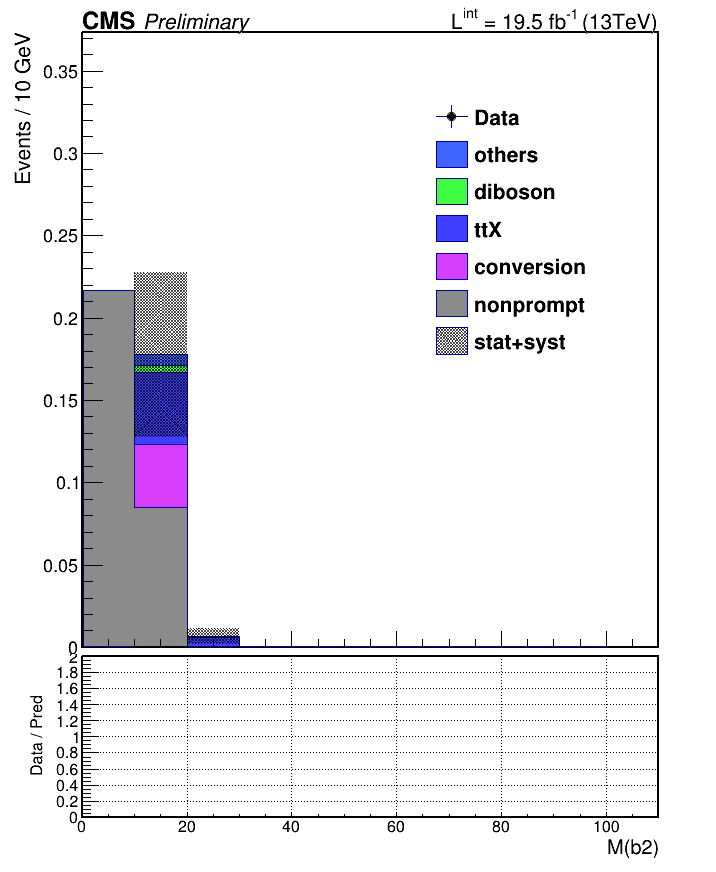 CMS Preliminary L^int = 19.5 fb^-1 (13TeV)
Events / 10 GeV
0.35
0.3
0.25
0.2
0.15
0.1
0.05
0
Data
others
diboson
ttX
conversion
nonprompt
stat+syst
Data / Pred
2
1.8
1.6
1.4
1.2
1
0.8
0.6
0.4
0.2
0
0 20 40 60 80 100
M(b2)